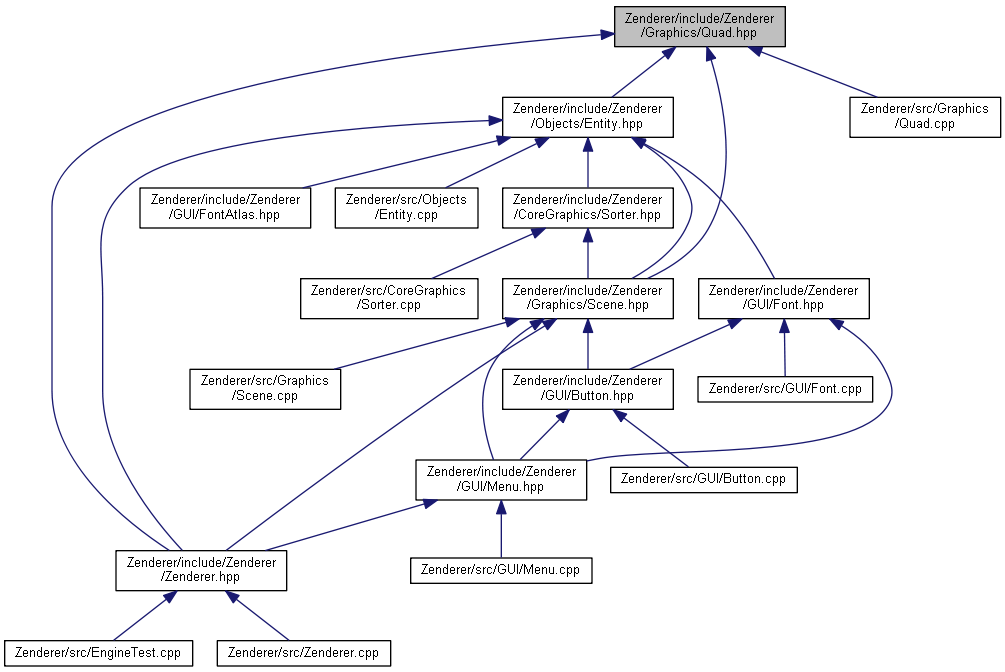 Zenderer/include/Zenderer
/Graphics/Quad.hpp
Zenderer/include/Zenderer
/Objects/Entity.hpp
Zenderer/src/Graphics
/Quad.cpp
Zenderer/include/Zenderer
/GUI/FontAtlas.hpp
Zenderer/src/Objects
/Entity.cpp
Zenderer/include/Zenderer
/CoreGraphics/Sorter.hpp
Zenderer/src/CoreGraphics
/Sorter.cpp
Zenderer/include/Zenderer
/Graphics/Scene.hpp
Zenderer/include/Zenderer
/GUI/Font.hpp
Zenderer/src/Graphics
/Scene.cpp
Zenderer/include/Zenderer
/GUI/Button.hpp
Zenderer/src/GUI/Font.cpp
Zenderer/include/Zenderer
/GUI/Menu.hpp
Zenderer/src/GUI/Button.cpp
Zenderer/include/Zenderer
/Zenderer.hpp
Zenderer/src/GUI/Menu.cpp
Zenderer/src/EngineTest.cpp
Zenderer/src/Zenderer.cpp